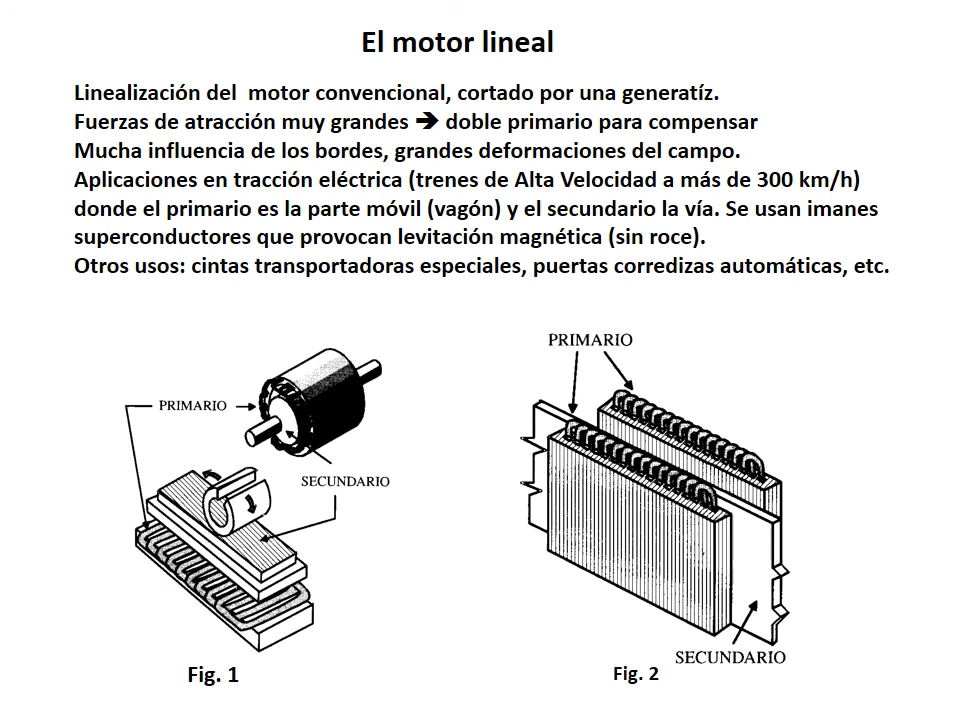 El motor lineal
Linealización del motor convencional, cortado por una generatíz.
Fuerzas de atracción muy grandes ➔ doble primario para compensar
Mucha influencia de los bordes, grandes deformaciones del campo.
Aplicaciones en tracción eléctrica (trenes de Alta Velocidad a más de 300 km/h)
donde el primario es la parte móvil (vagón) y el secundario la vía. Se usan imanes
superconductores que provocan levitación magnética (sin roce).
Otros usos: cintas transportadoras especiales, puertas corredizas automáticas, etc.
PRIMARIO
SECUNDARIO
Fig. 1
PRIMARIO
SECUNDARIO
Fig. 2